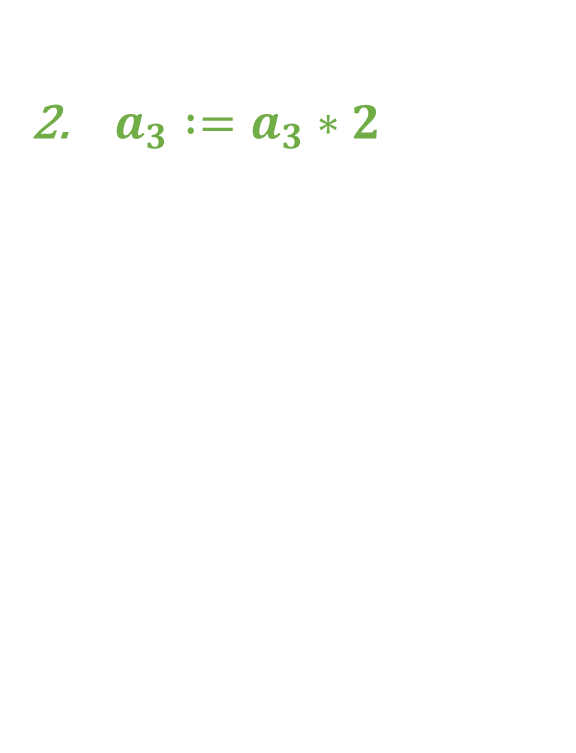 2. a₃ := a₃ * 2